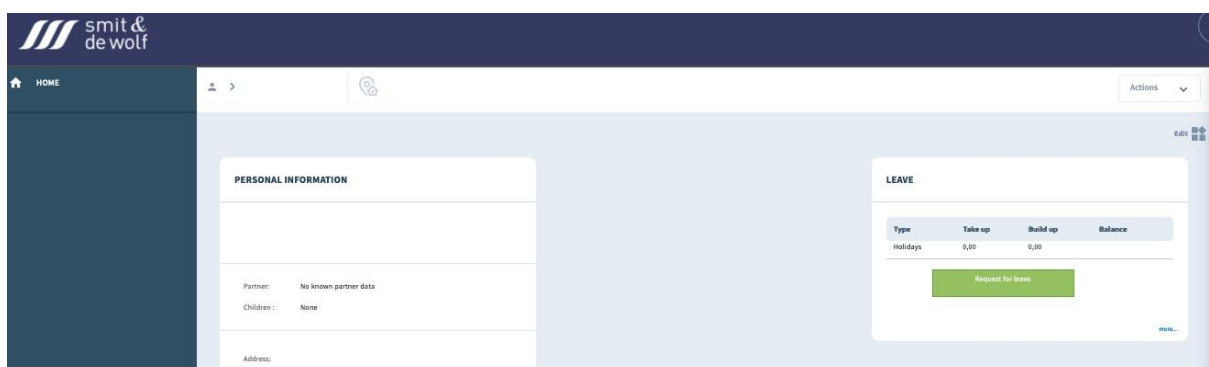 smit &
de wolf
HOME
Actions
Edit
PERSONAL INFORMATION
Partner: No known partner data
Children : None
Address:
LEAVE
Type Take up Build up Balance
Holidays 0,00 0,00
Request for leave
more...